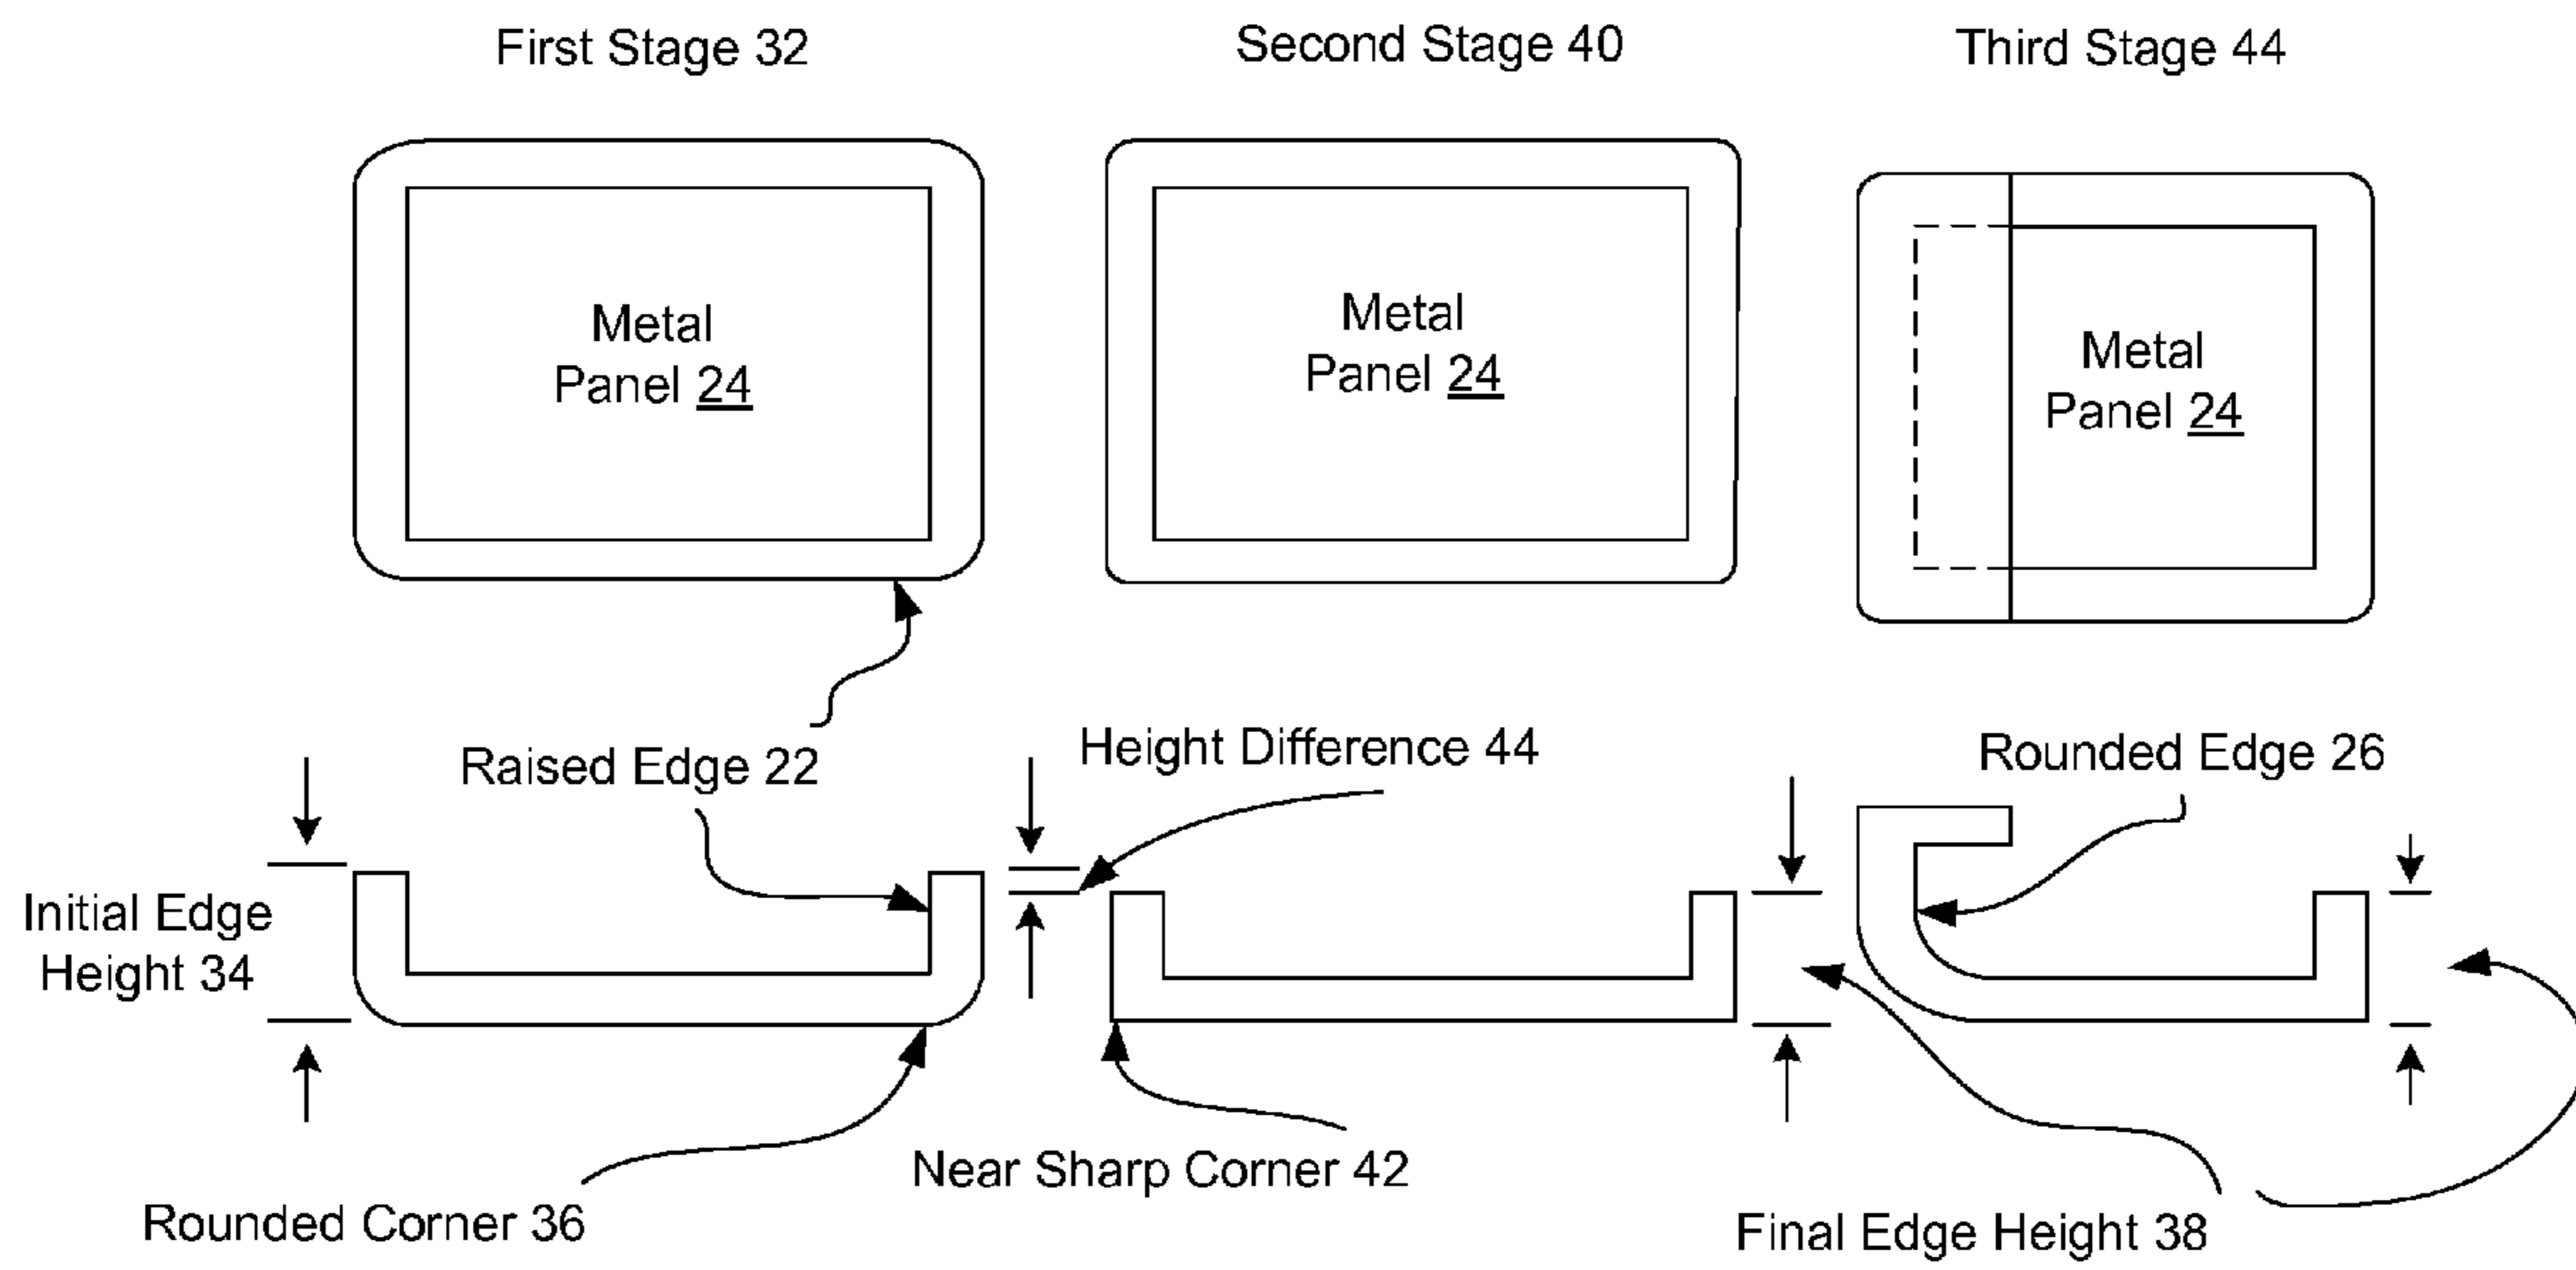 First Stage 32
Second Stage 40
Third Stage 44
Metal
Panel 24
Metal
Panel 24
Metal
Panel 24
Raised Edge 22
Height Difference 44
Rounded Edge 26
Initial Edge
Height 34
Near Sharp Corner 42
Rounded Corner 36
Final Edge Height 38